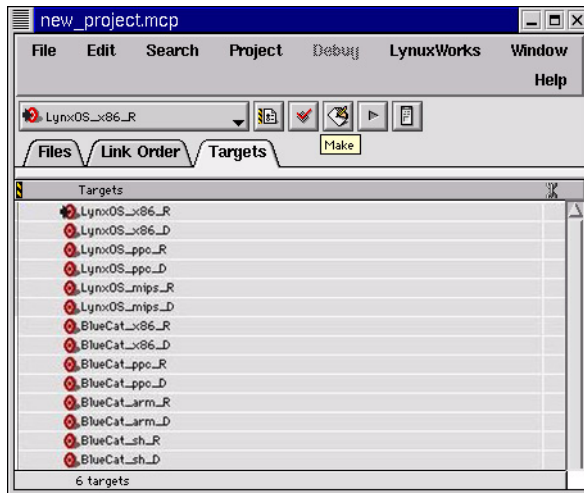 new_project.mcp
File Edit Search Project Debug LynuxWorks Window
Help
LynxOS_x86_R
Make
Files Link Order Targets
Targets
LynxOS_x86_R
LynxOS_x86_D
LynxOS_ppc_R
LynxOS_ppc_D
LynxOS_mips_R
LynxOS_mips_D
BlueCat_x86_R
BlueCat_x86_D
BlueCat_ppc_R
BlueCat_ppc_D
BlueCat_arm_R
BlueCat_arm_D
BlueCat_sh_R
BlueCat_sh_D
6 targets